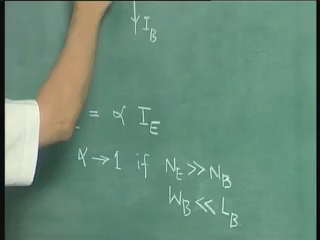 I_B
= α I_E
α → 1 if N_E >> N_B
W_B << L_B